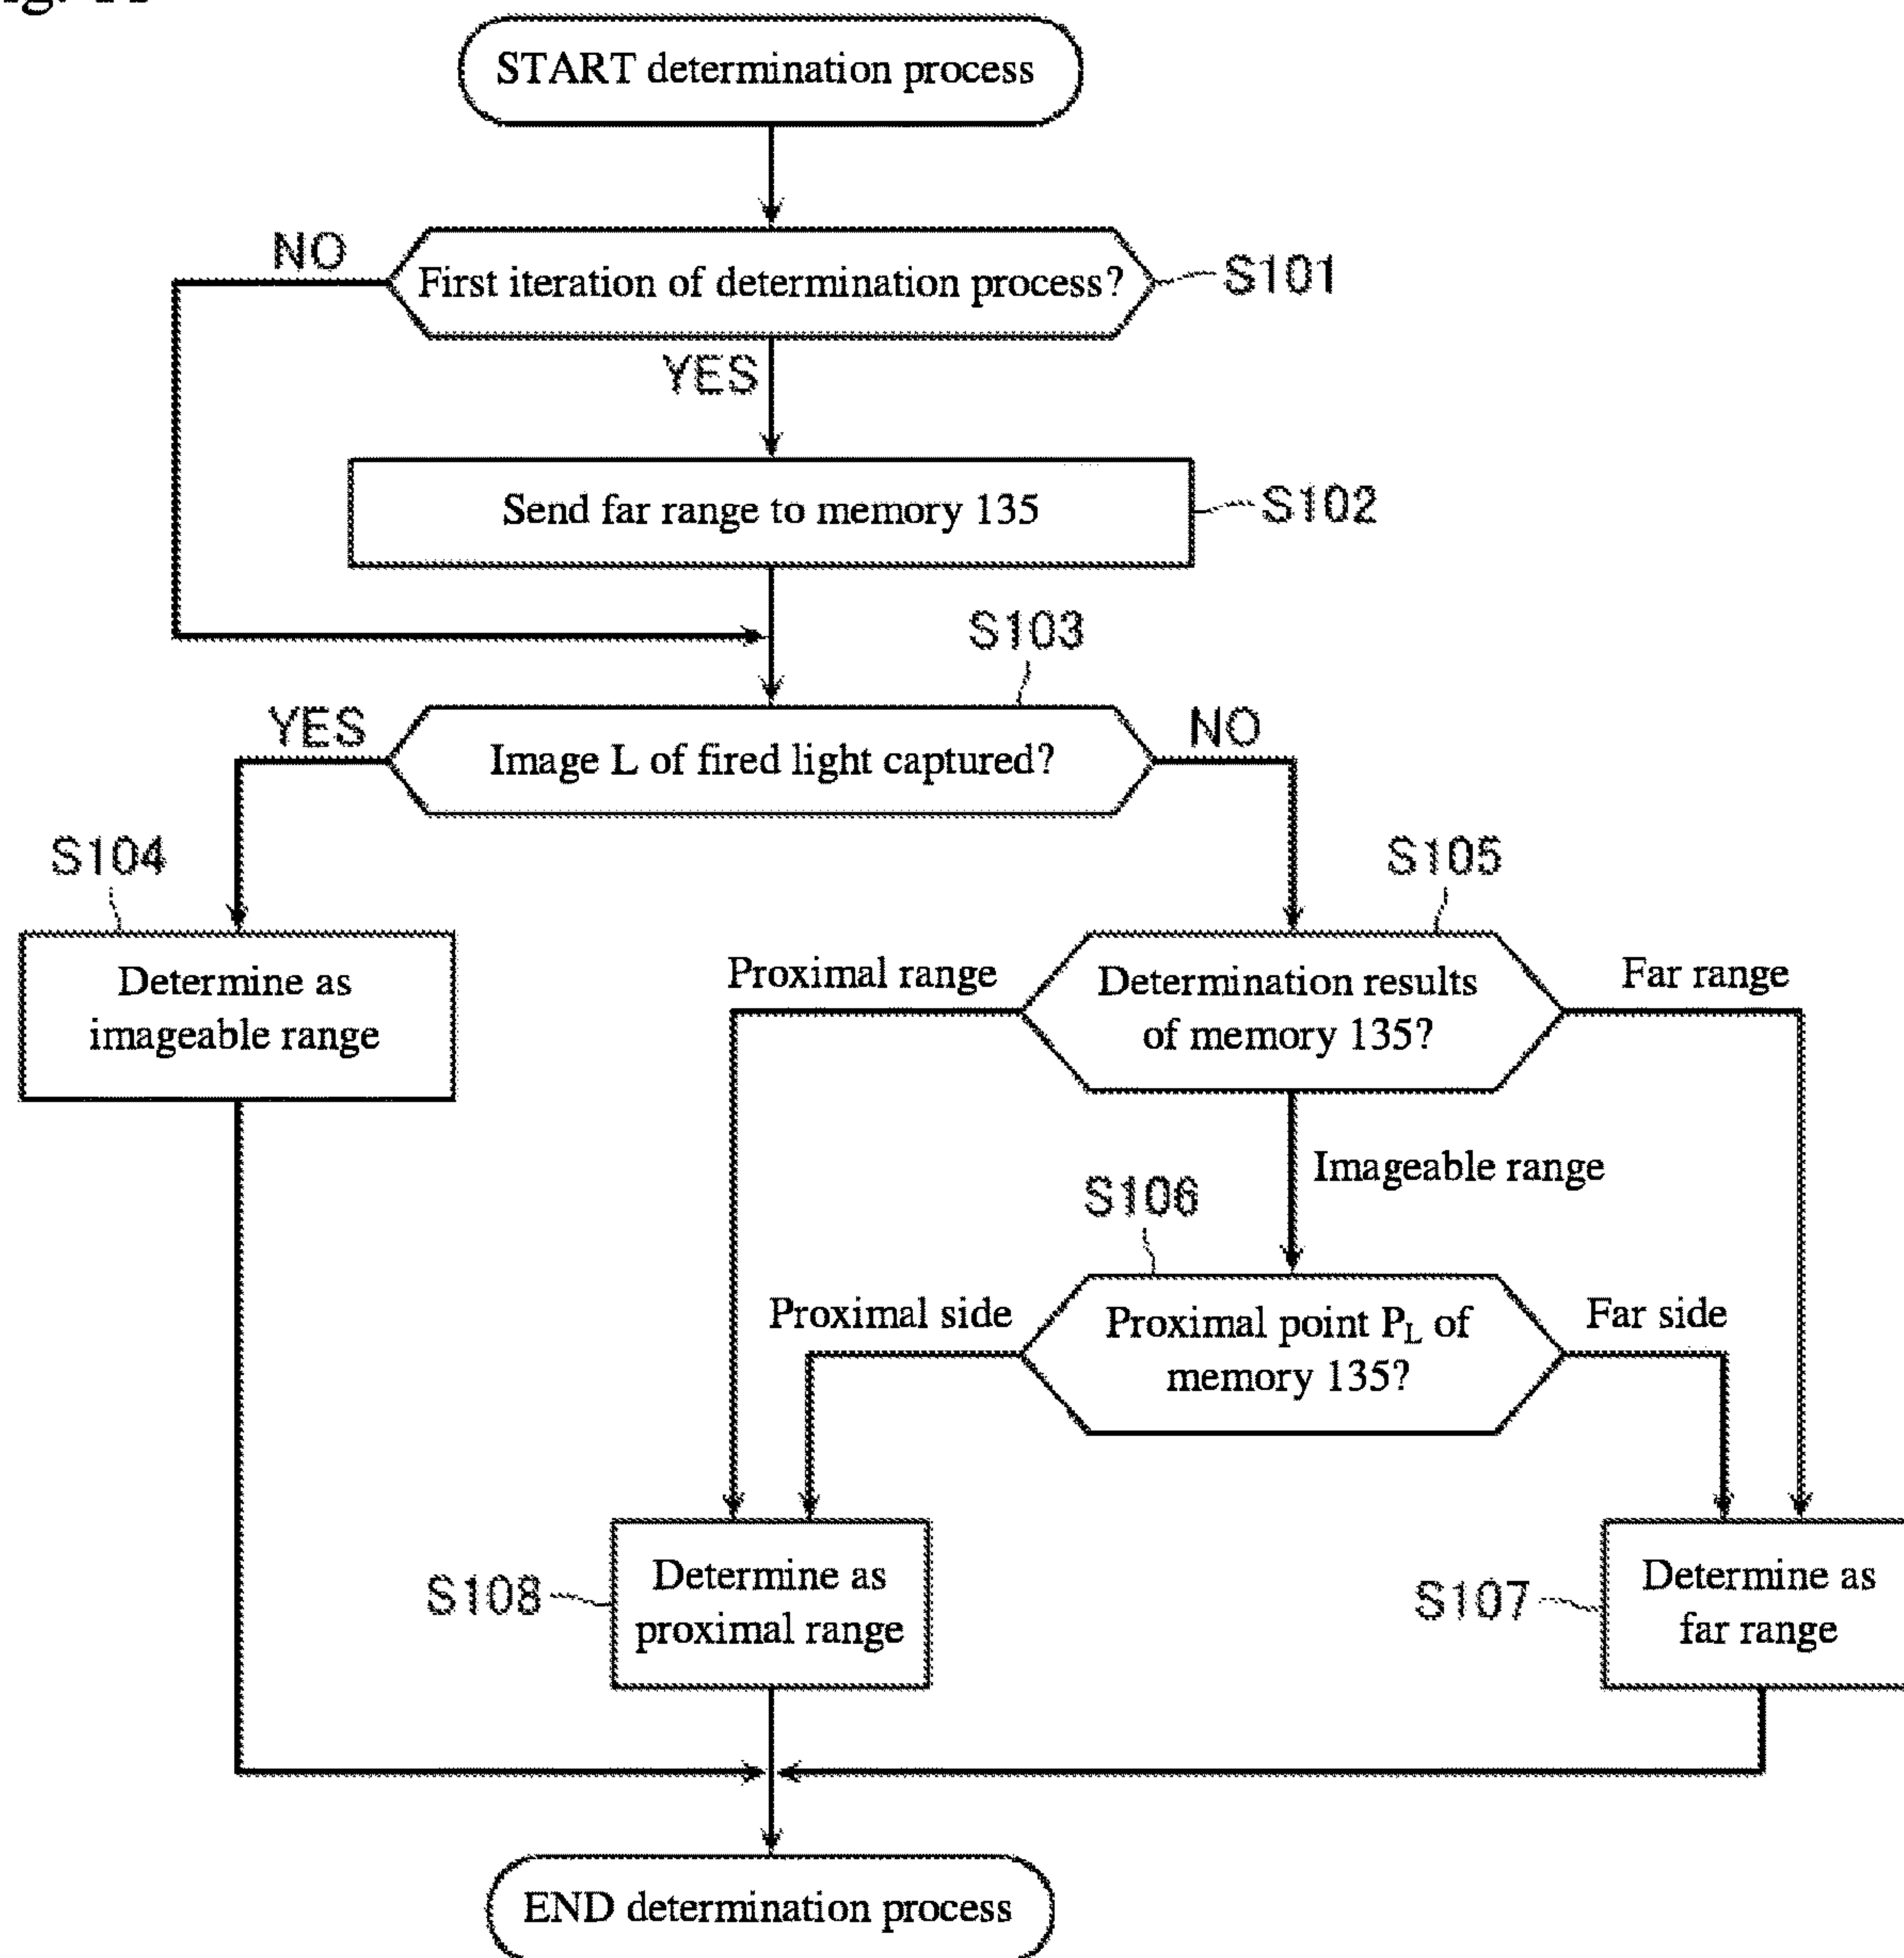 START determination process
NO
First iteration of determination process?
S101
YES
Send far range to memory 135
S102
S103
YES
Image L of fired light captured?
NO
S104
S105
Determine as
imageable range
Proximal range
Determination results
of memory 135?
Far range
Imageable range
S106
Proximal side
Proximal point P_L of
memory 135?
Far side
S108
Determine as
proximal range
S107
Determine as
far range
END determination process